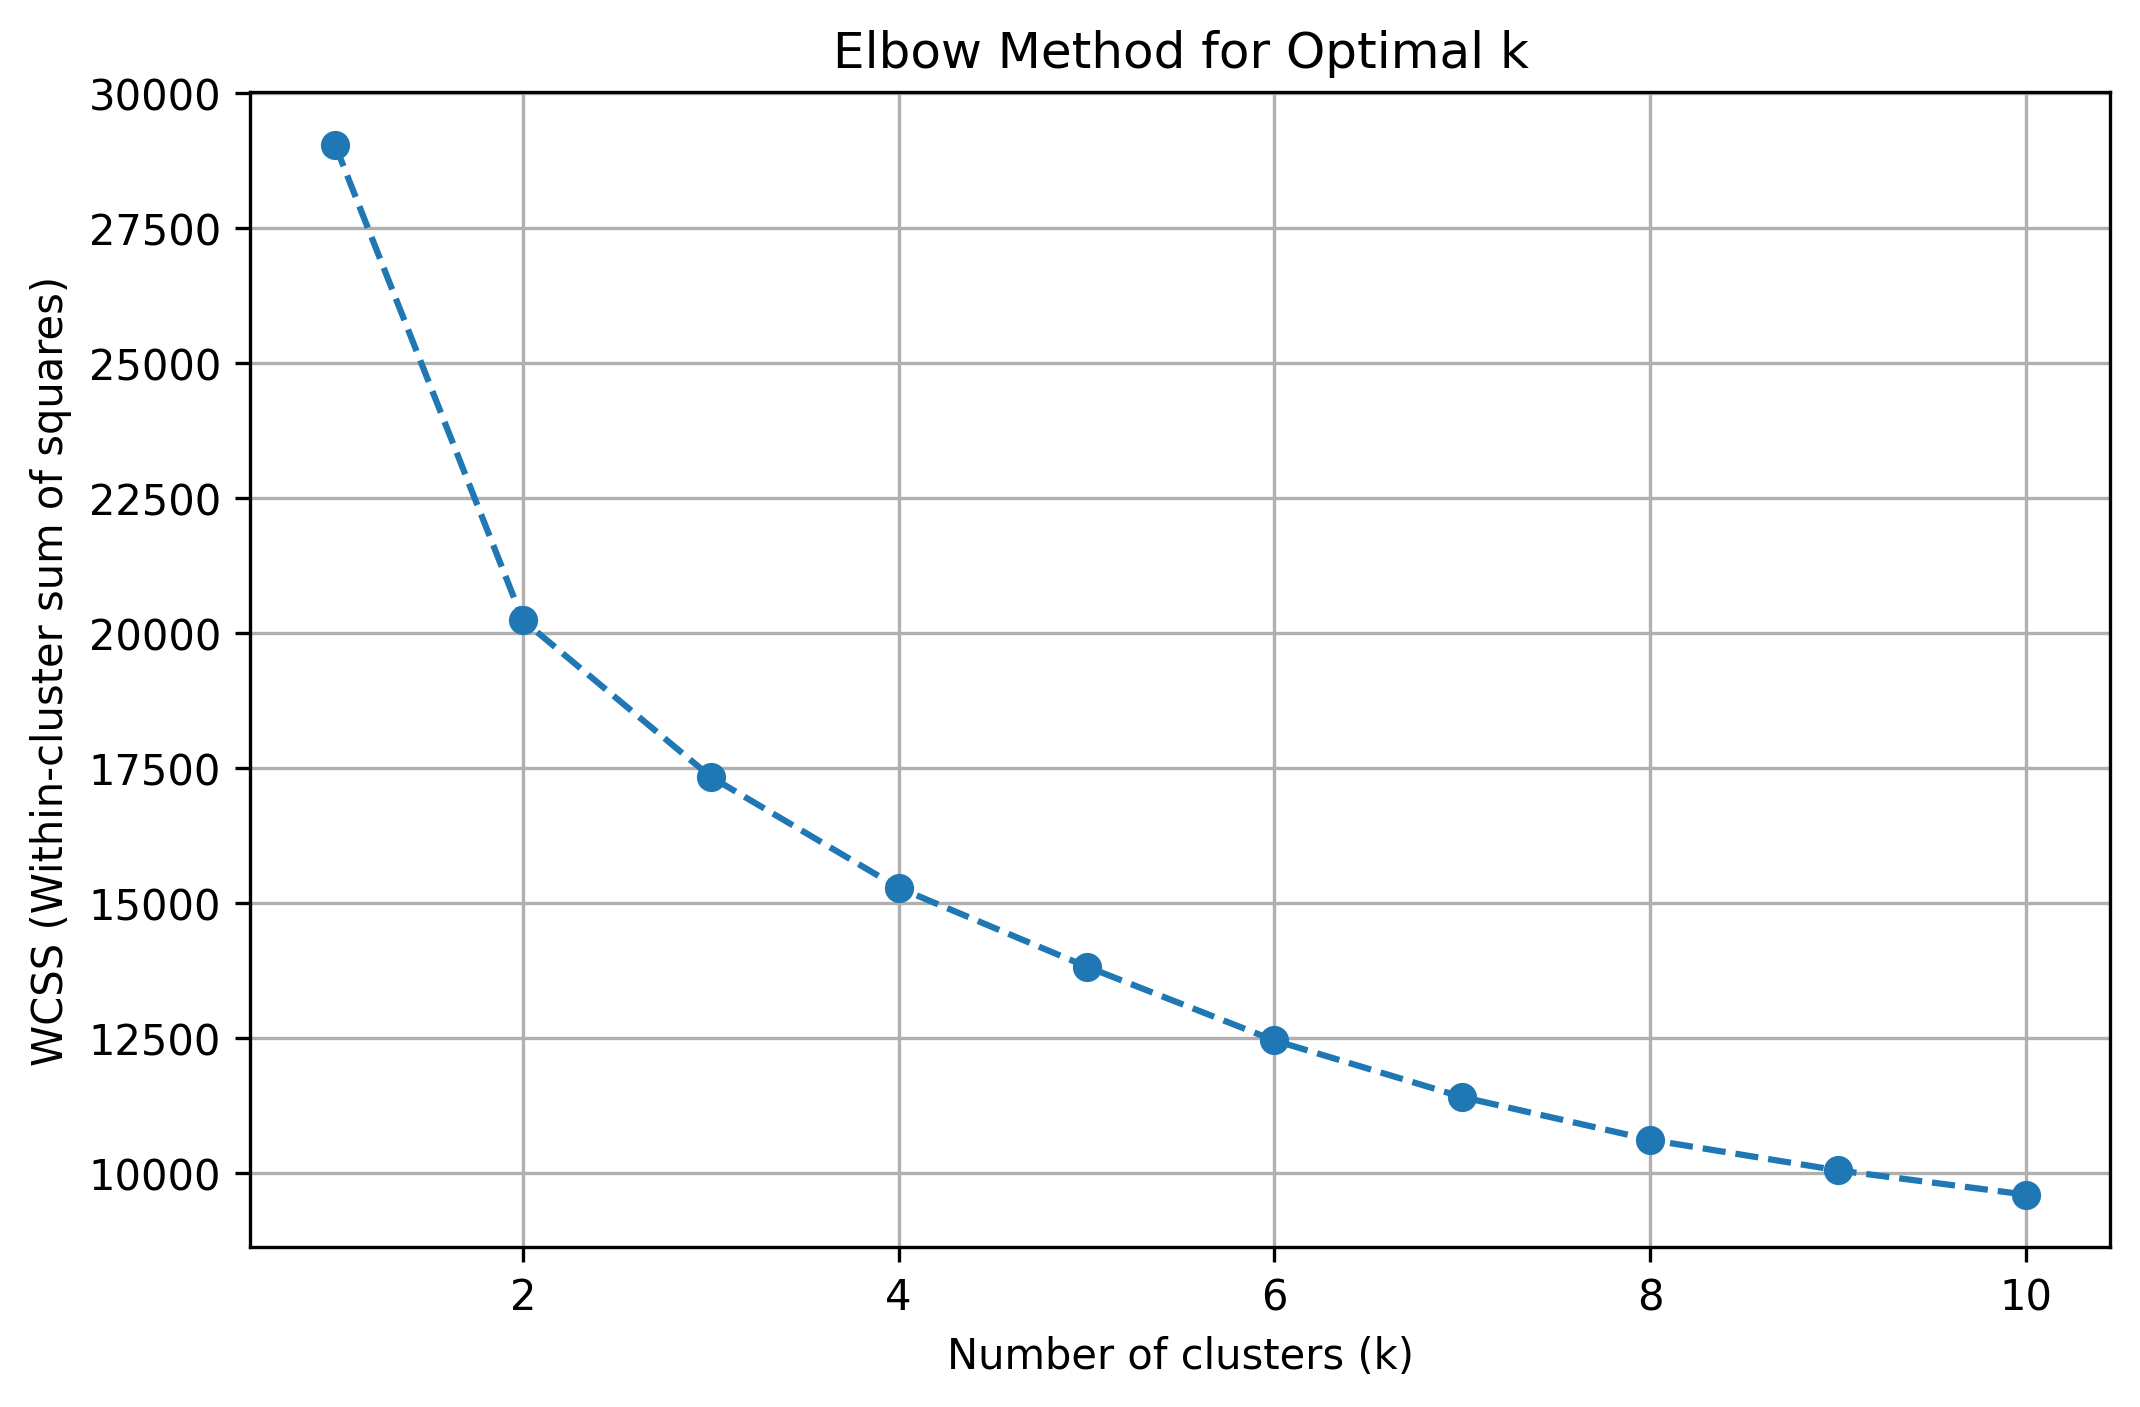 Elbow Method for Optimal k
30000
27500
25000
22500
20000
17500
15000
12500
10000
WCSS (Within-cluster sum of squares)
2 4 6 8 10
Number of clusters (k)